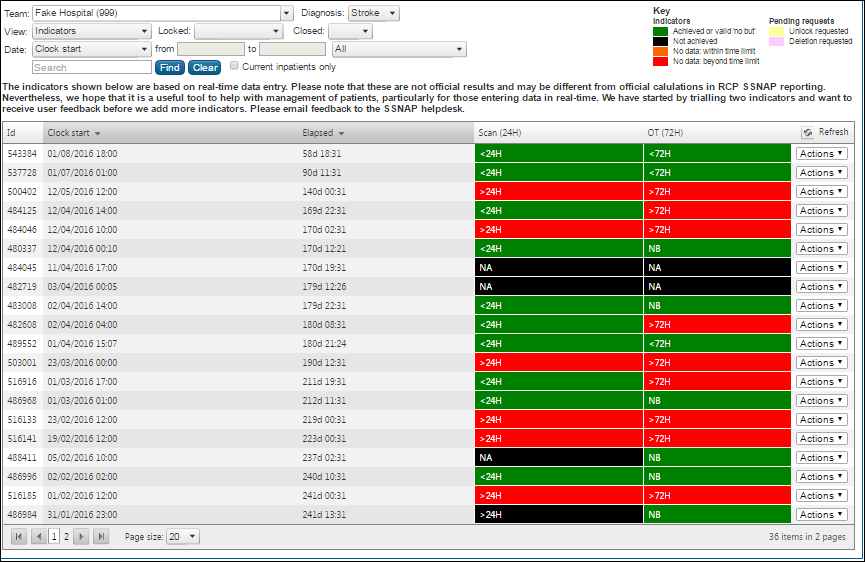 Team: Fake Hospital (999) Diagnosis: Stroke
View: Indicators Locked: Closed:
Date: Clock start from to All
Search Find Clear Current inpatients only
Key
Indicators Pending requests
Achieved or valid 'no but' Unlock requested
Not achieved Deletion requested
No data: within time limit
No data: beyond time limit
The indicators shown below are based on real-time data entry. Please note that these are not official results and may be different from official calulations in RCP SSNAP reporting.
Nevertheless, we hope that it is a useful tool to help with management of patients, particularly for those entering data in real-time. We have started by trialling two indicators and want to
receive user feedback before we add more indicators. Please email feedback to the SSNAP helpdesk.
Id Clock start Elapsed Scan (24H) OT (72H) Refresh
543384 01/08/2016 18:00 58d 18:31 <24H <72H Actions
537728 01/07/2016 01:00 90d 11:31 <24H <72H Actions
500402 12/05/2016 12:00 140d 00:31 >24H >72H Actions
484125 12/04/2016 14:00 169d 22:31 <24H >72H Actions
484046 12/04/2016 10:00 170d 02:31 >24H >72H Actions
480337 12/04/2016 00:10 170d 12:21 <24H NB Actions
484045 11/04/2016 17:00 170d 19:31 NA NA Actions
482719 03/04/2016 00:05 179d 12:26 NA NA Actions
483008 02/04/2016 14:00 179d 22:31 <24H NB Actions
482608 02/04/2016 04:00 180d 08:31 <24H >72H Actions
489552 01/04/2016 15:07 180d 21:24 <24H <72H Actions
503001 23/03/2016 00:00 190d 12:31 >24H >72H Actions
516916 01/03/2016 17:00 211d 19:31 <24H NB Actions
486968 01/03/2016 01:00 212d 11:31 <24H NB Actions
516133 23/02/2016 12:00 219d 00:31 >24H >72H Actions
516141 19/02/2016 12:00 223d 00:31 >24H >72H Actions
488411 05/02/2016 10:00 237d 02:31 NA NB Actions
486996 02/02/2016 02:00 240d 10:31 <24H NB Actions
516185 01/02/2016 12:00 241d 00:31 >24H >72H Actions
486984 31/01/2016 23:00 241d 13:31 >24H NB Actions
1 2 Page size: 20 36 items in 2 pages